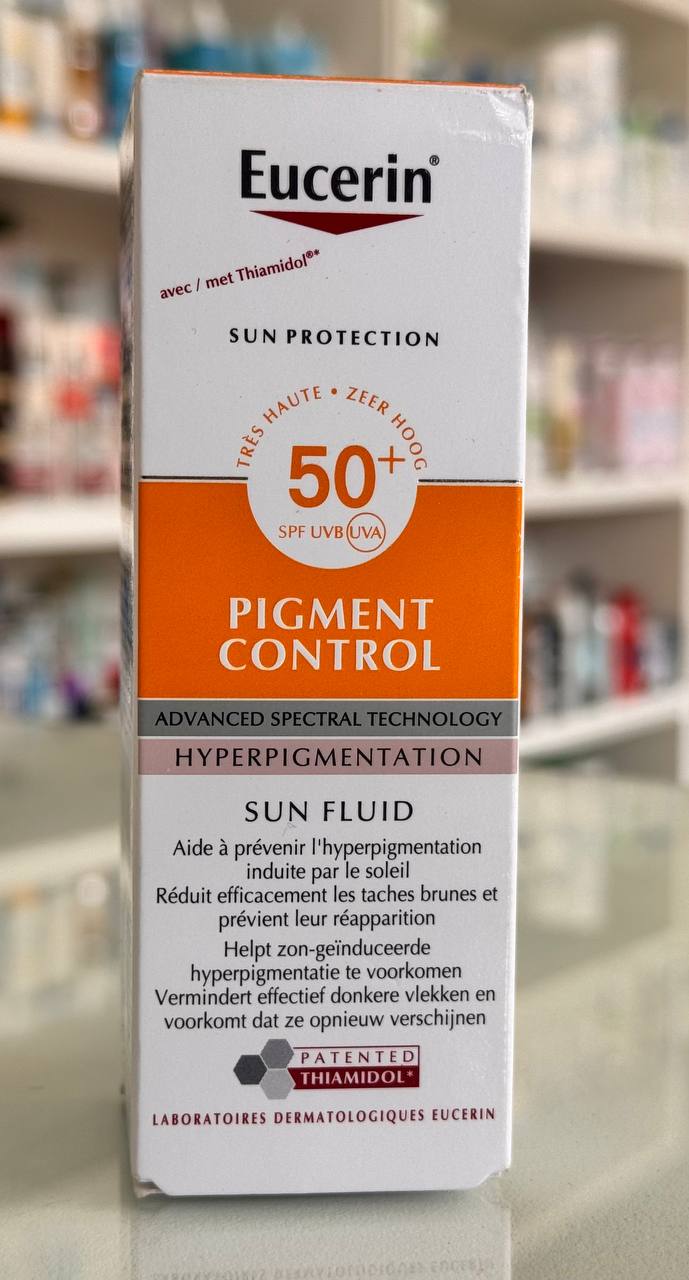 Eucerin®
avec / met Thiamidol®*
SUN PROTECTION
TRÈS HAUTE • ZEER HOOG
50+
SPF UVB UVA
PIGMENT
CONTROL
ADVANCED SPECTRAL TECHNOLOGY
HYPERPIGMENTATION
SUN FLUID
Aide à prévenir l'hyperpigmentation
induite par le soleil
Réduit efficacement les taches brunes et
prévient leur réapparition
Helpt zon-geïnduceerde
hyperpigmentatie te voorkomen
Vermindert effectief donkere vlekken en
voorkomt dat ze opnieuw verschijnen
PATENTED
THIAMIDOL*
LABORATOIRES DERMATOLOGIQUES EUCERIN